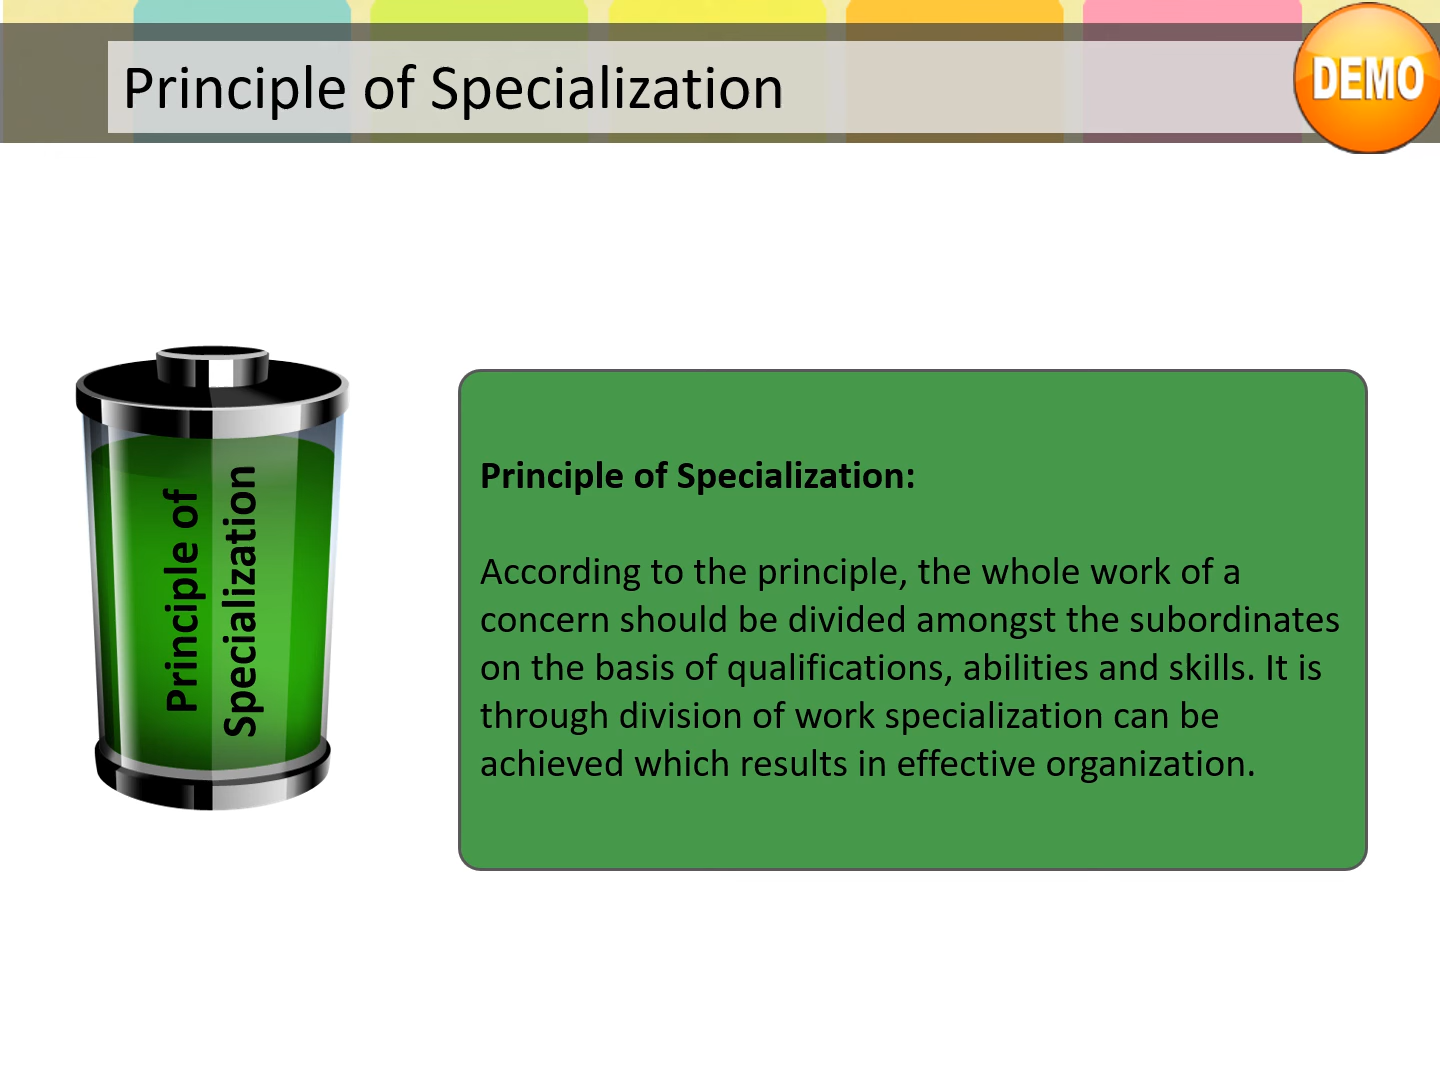 Principle of Specialization
DEMO
Principle of
Specialization
Principle of Specialization:
According to the principle, the whole work of a
concern should be divided amongst the subordinates
on the basis of qualifications, abilities and skills. It is
through division of work specialization can be
achieved which results in effective organization.